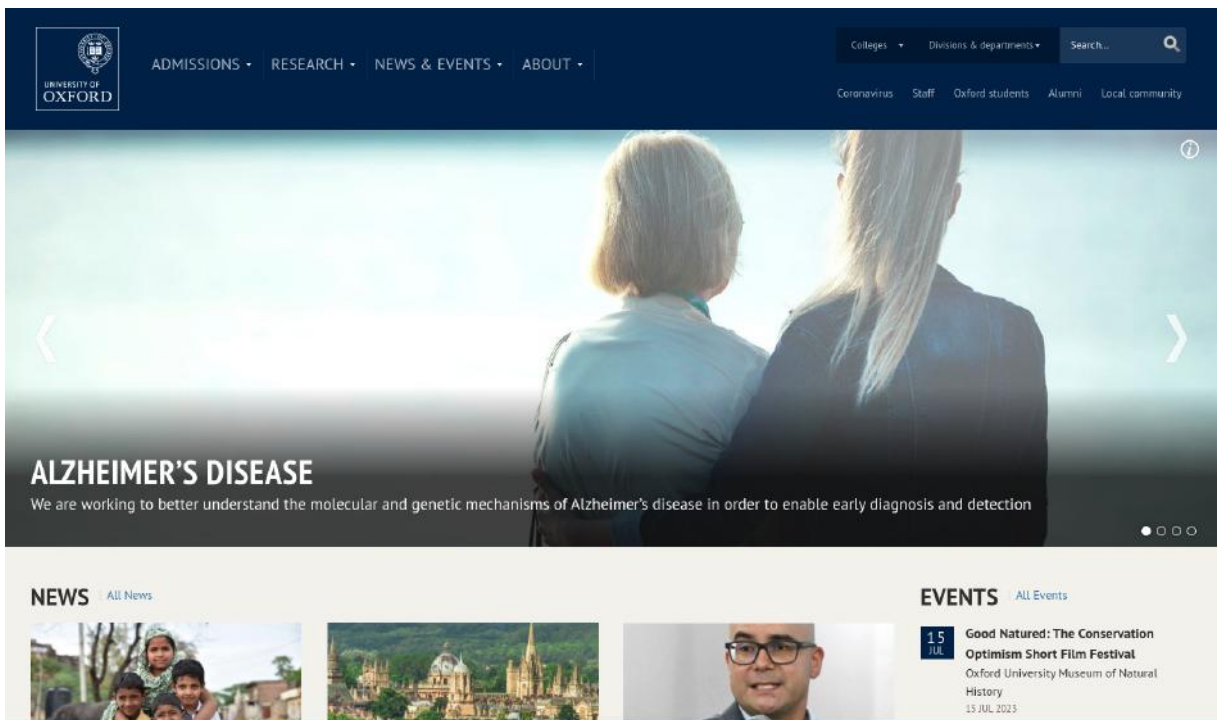 UNIVERSITY OF
OXFORD
ADMISSIONS
RESEARCH
NEWS & EVENTS
ABOUT
Colleges
Divisions & departments
Search...
Coronavirus
Staff
Oxford students
Alumni
Local community
ALZHEIMER'S DISEASE
We are working to better understand the molecular and genetic mechanisms of Alzheimer's disease in order to enable early diagnosis and detection
NEWS
All News
EVENTS
All Events
15
JUL
Good Natured: The Conservation
Optimism Short Film Festival
Oxford University Museum of Natural
History
15 JUL 2023